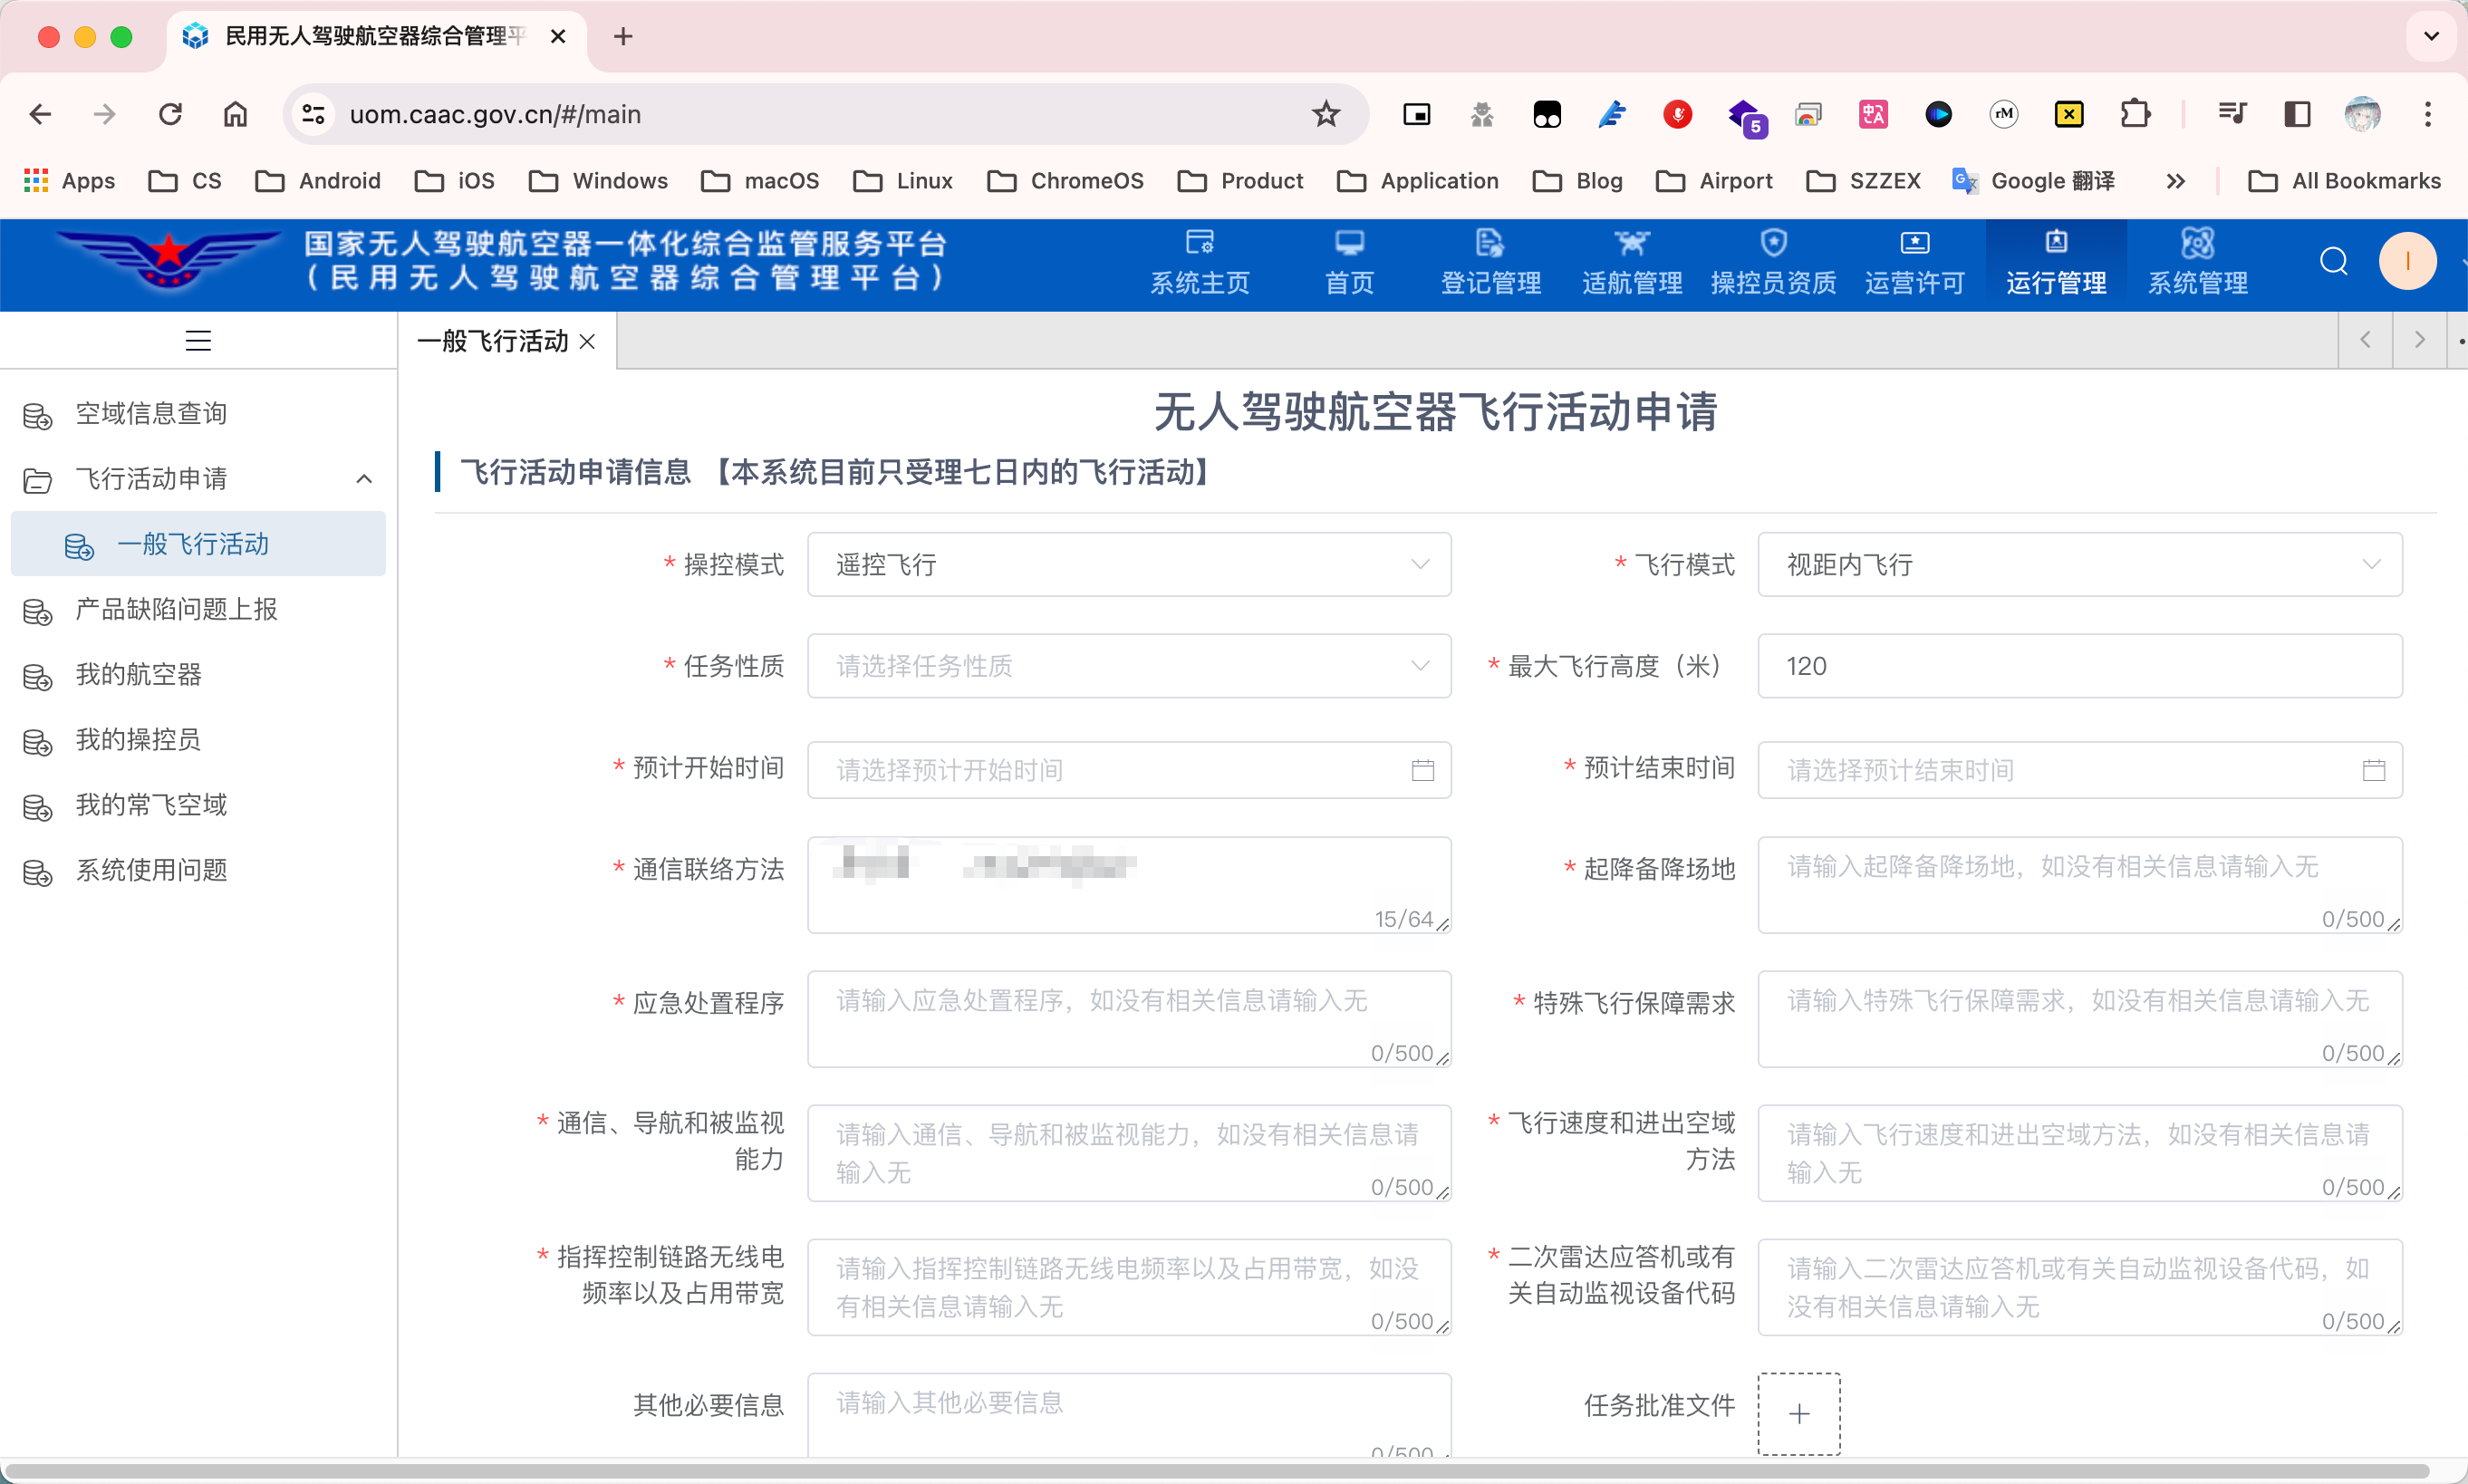 民用无人驾驶航空器综合管理平
uom.caac.gov.cn/#/main
5
rM
Apps
CS
Android
iOS
Windows
macOS
Linux
ChromeOS
Product
Application
Blog
Airport
SZZEX
Google 翻译
All Bookmarks
国家无人驾驶航空器一体化综合监管服务平台
（民用无人驾驶航空器综合管理平台）
系统主页
首页
登记管理
适航管理
操控员资质
运营许可
运行管理
系统管理
I
一般飞行活动
空域信息查询
飞行活动申请
一般飞行活动
产品缺陷问题上报
我的航空器
我的操控员
我的常飞空域
系统使用问题
无人驾驶航空器飞行活动申请
飞行活动申请信息 【本系统目前只受理七日内的飞行活动】
* 操控模式
遥控飞行
* 飞行模式
视距内飞行
* 任务性质
请选择任务性质
* 最大飞行高度（米）
120
* 预计开始时间
请选择预计开始时间
* 预计结束时间
请选择预计结束时间
* 通信联络方法
15/64
* 起降备降场地
请输入起降备降场地，如没有相关信息请输入无
0/500
* 应急处置程序
请输入应急处置程序，如没有相关信息请输入无
0/500
* 特殊飞行保障需求
请输入特殊飞行保障需求，如没有相关信息请输入无
0/500
* 通信、导航和被监视
能力
请输入通信、导航和被监视能力，如没有相关信息请
输入无
0/500
* 飞行速度和进出空域
方法
请输入飞行速度和进出空域方法，如没有相关信息请
输入无
0/500
* 指挥控制链路无线电
频率以及占用带宽
请输入指挥控制链路无线电频率以及占用带宽，如没
有相关信息请输入无
0/500
* 二次雷达应答机或有
关自动监视设备代码
请输入二次雷达应答机或有关自动监视设备代码，如
没有相关信息请输入无
0/500
其他必要信息
请输入其他必要信息
0/500
任务批准文件